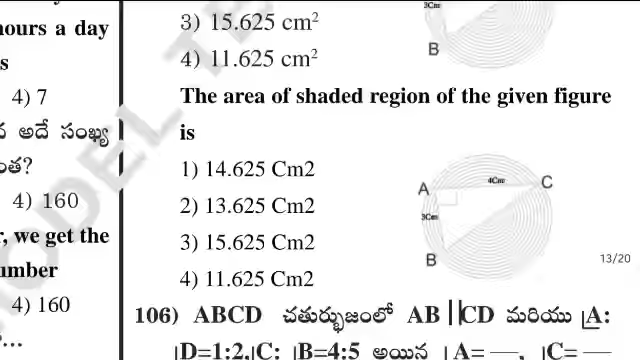 ours a day
s
4) 7
అదే సంఖ్య
4) 160
, we get the
umber
4) 160
3) 15.625 cm²
4) 11.625 cm²
3Cm
B
The area of shaded region of the given figure
is
1) 14.625 Cm2
2) 13.625 Cm2
3) 15.625 Cm2
4) 11.625 Cm2
A 4Cm C
3Cm
B
13/20
106) ABCD చతుర్భుజంలో AB || CD మరియు ∟A:
∟D=1:2, ∟C: ∟B=4:5 అయిన ∟A= —, ∟C= —
MODEL